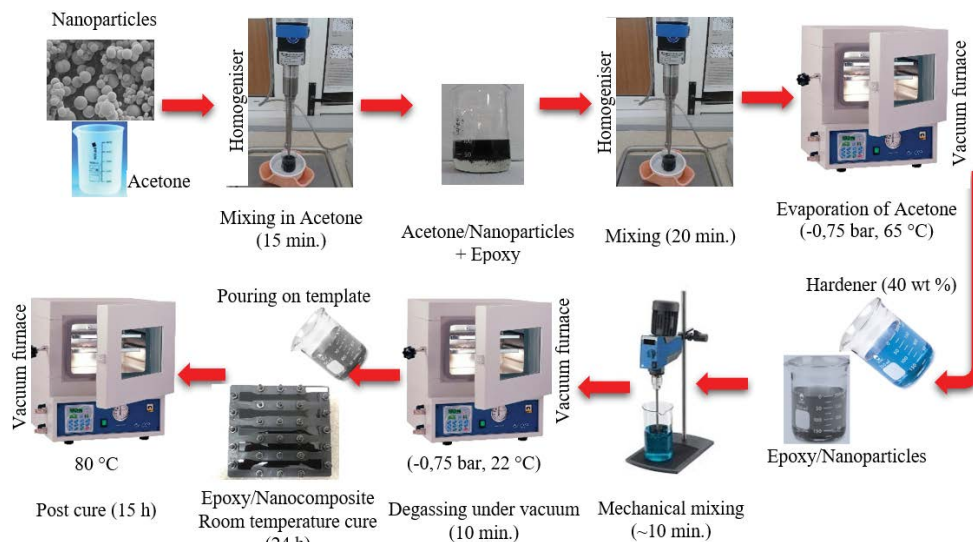 Nanoparticles
Acetone
Homogeniser
Mixing in Acetone
(15 min.)
Acetone/Nanoparticles
+ Epoxy
Homogeniser
Mixing (20 min.)
Vacuum furnace
Evaporation of Acetone
(-0,75 bar, 65 °C)
Hardener (40 wt %)
Epoxy/Nanoparticles
Mechanical mixing
(~10 min.)
Vacuum furnace
(-0,75 bar, 22 °C)
Degassing under vacuum
(10 min.)
Pouring on template
Epoxy/Nanocomposite
Room temperature cure
(24 h)
Vacuum furnace
80 °C
Post cure (15 h)